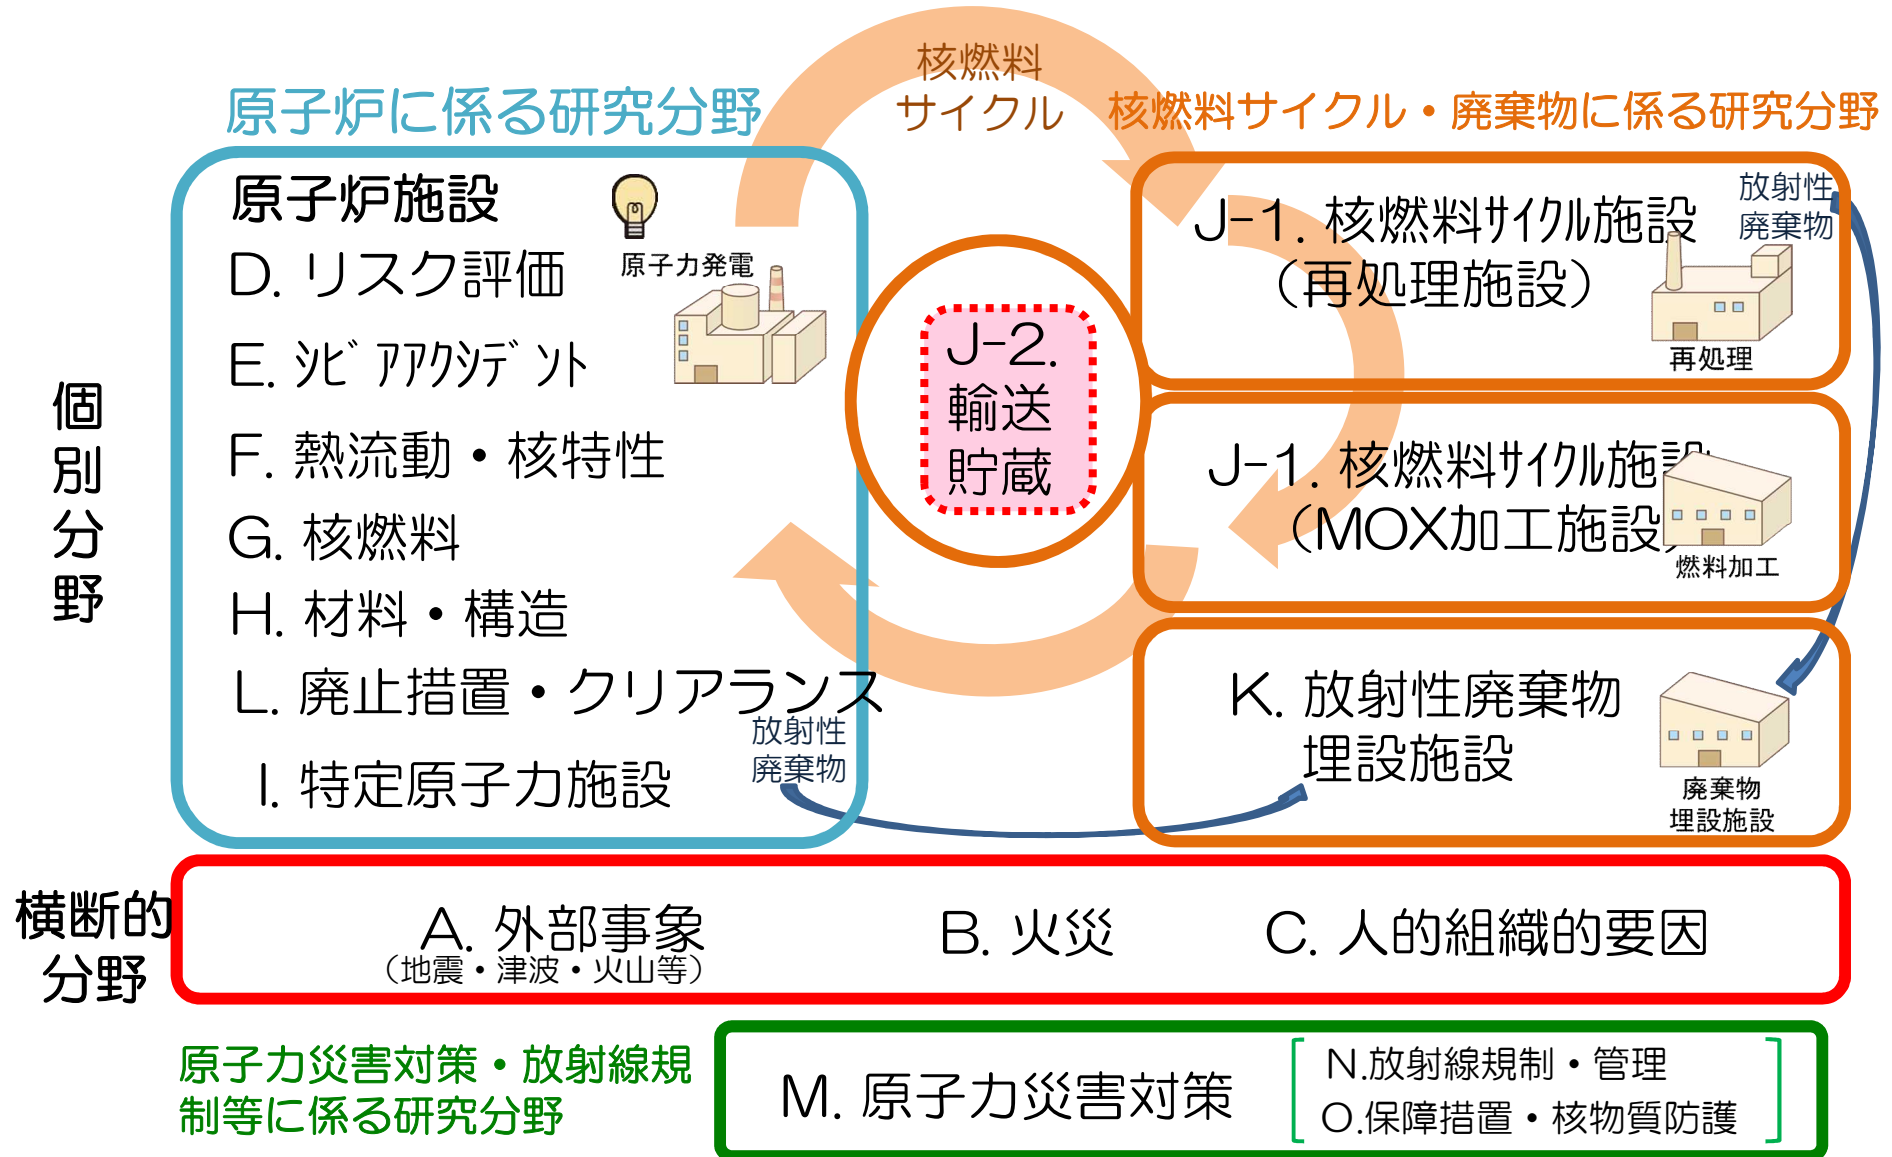 核燃料
サイクル
原子炉に係る研究分野
核燃料サイクル・廃棄物に係る研究分野
個別分野
原子炉施設
原子力発電
D. リスク評価
E. ｼﾋﾞｱｱｸｼﾃﾞﾝﾄ
F. 熱流動・核特性
G. 核燃料
H. 材料・構造
L. 廃止措置・クリアランス
I. 特定原子力施設
放射性
廃棄物
J-2.
輸送
貯蔵
J-1. 核燃料ｻｲｸﾙ施設
（再処理施設）
放射性
廃棄物
再処理
J-1. 核燃料ｻｲｸﾙ施設
（MOX加工施設）
燃料加工
K. 放射性廃棄物
埋設施設
廃棄物
埋設施設
横断的
分野
A. 外部事象
（地震・津波・火山等）
B. 火災
C. 人的組織的要因
原子力災害対策・放射線規
制等に係る研究分野
M. 原子力災害対策
N.放射線規制・管理
O.保障措置・核物質防護